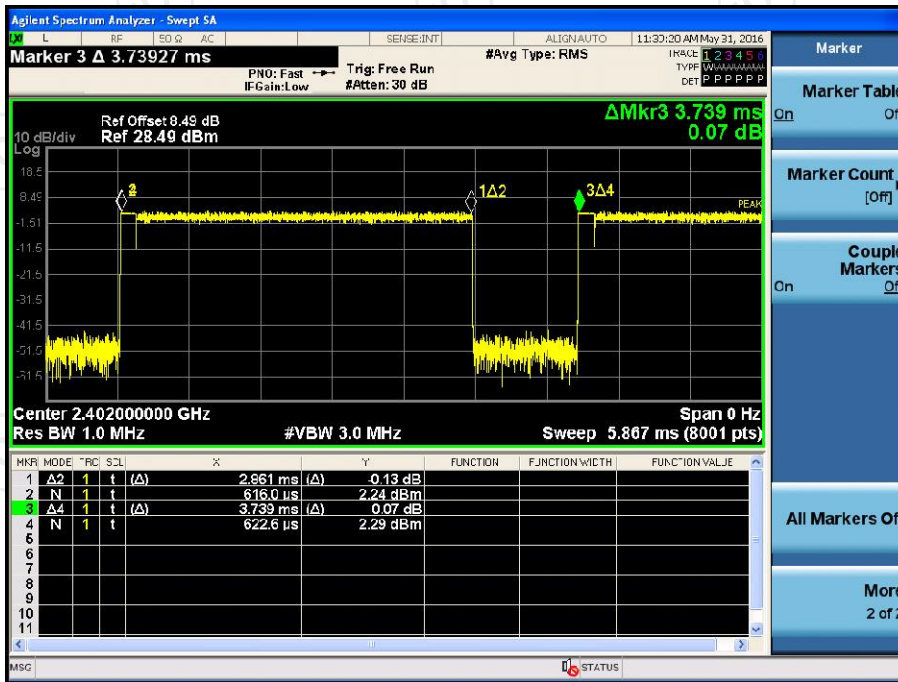 Agilent Spectrum Analyzer - Swept SA
L RF 50 Ω AC SENSE:INT ALIGNAUTO 11:30:20 AM May 31, 2016
Marker 3 Δ 3.73927 ms
PNO: Fast
IFGain:Low
Trig: Free Run
#Atten: 30 dB
#Avg Type: RMS
TRACE 1 2 3 4 5 6
TYPE
DET P P P P P P
Ref Offset 8.49 dB
10 dB/div Ref 28.49 dBm
Log
ΔMkr3 3.739 ms
0.07 dB
18.5
8.49
-1.51
-11.5
-21.5
-31.5
-41.5
-51.5
-61.5
1Δ2
3Δ4
PEAK
Center 2.402000000 GHz Span 0 Hz
Res BW 1.0 MHz #VBW 3.0 MHz Sweep 5.867 ms (8001 pts)
MKR MODE TRC SCL X Y FUNCTION FUNCTION WIDTH FUNCTION VALUE
1 Δ2 1 t (Δ) 2.861 ms (Δ) -0.13 dB
2 N 1 t 616.0 µs 2.24 dBm
3 Δ4 1 t (Δ) 3.739 ms (Δ) 0.07 dB
4 N 1 t 622.6 µs 2.29 dBm
5
6
7
8
9
10
11
MSG STATUS
Marker
Marker Table
On Of
Marker Count
[Off]
Couple
Markers
On Of
All Markers Of
More
2 of 2